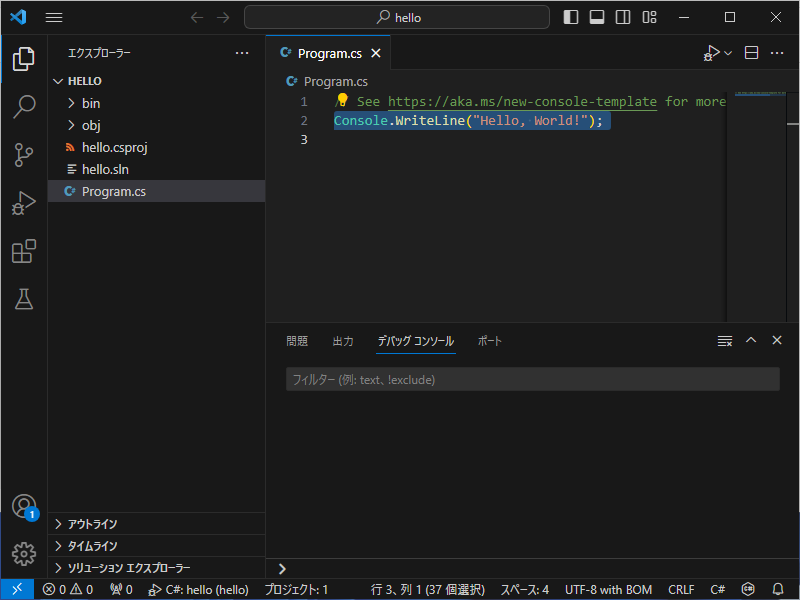 hello
エクスプローラー
Program.cs
HELLO
bin
obj
hello.csproj
hello.sln
Program.cs
Program.cs
1 // See https://aka.ms/new-console-template for more
2 Console.WriteLine("Hello, World!");
3
問題 出力 デバッグ コンソール ポート
フィルター (例: text、!exclude)
1
アウトライン
タイムライン
ソリューション エクスプローラー
0 0 0 C#: hello (hello) プロジェクト: 1 行 3、列 1 (37 個選択) スペース: 4 UTF-8 with BOM CRLF C#